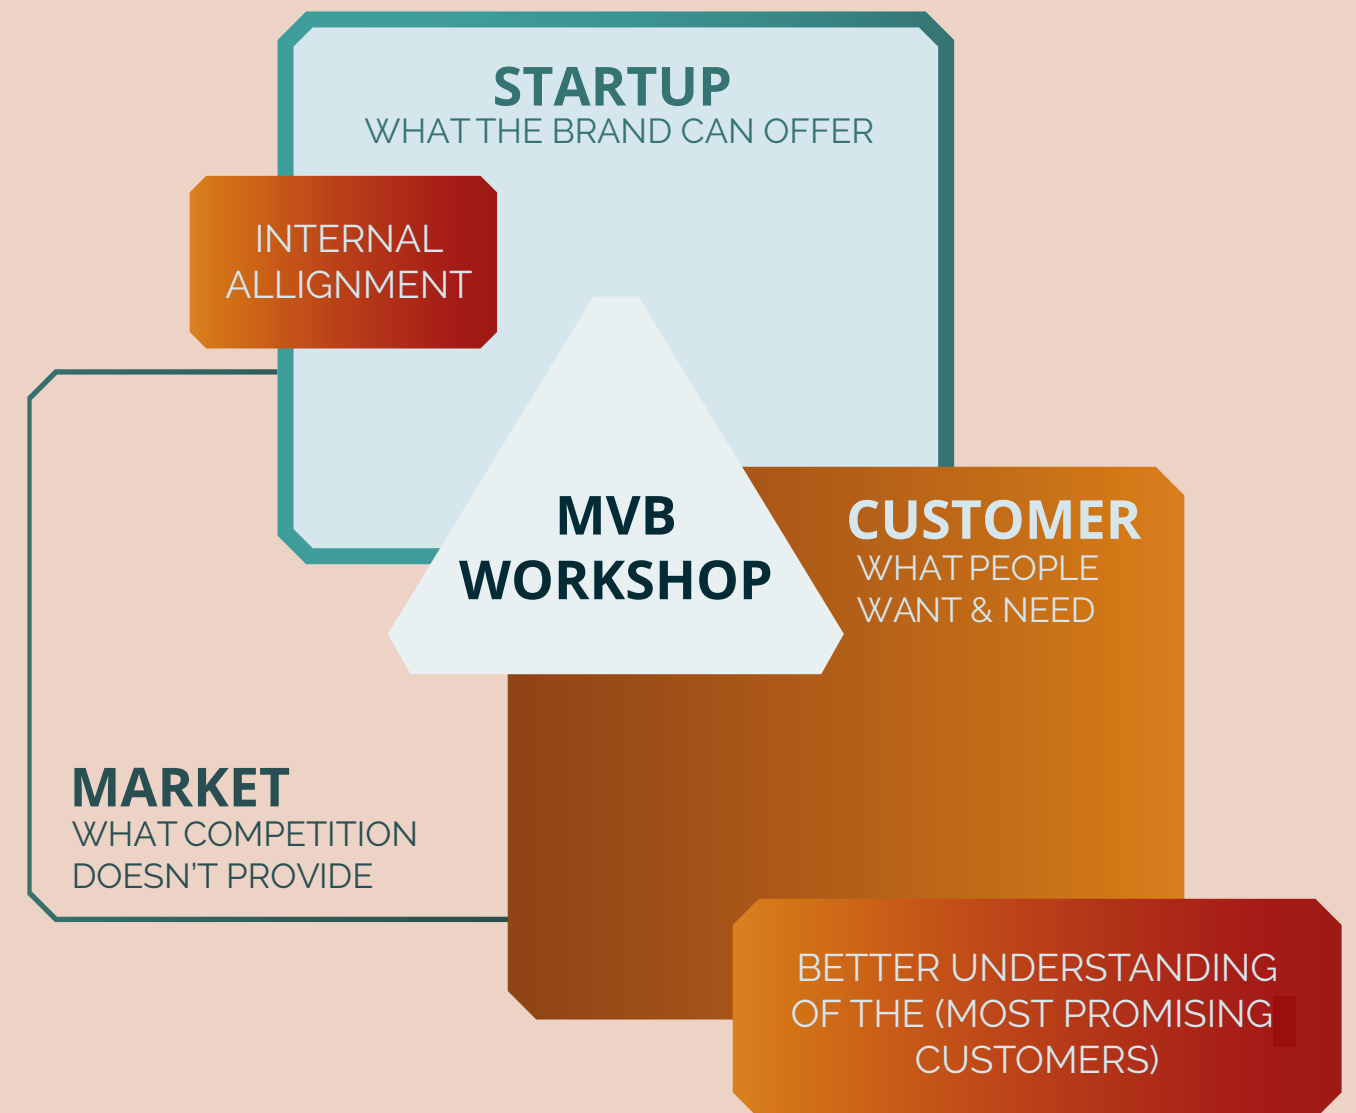 STARTUP
WHAT THE BRAND CAN OFFER
INTERNAL
ALLIGNMENT
MVB
WORKSHOP
CUSTOMER
WHAT PEOPLE
WANT & NEED
MARKET
WHAT COMPETITION
DOESN'T PROVIDE
BETTER UNDERSTANDING
OF THE (MOST PROMISING
CUSTOMERS)